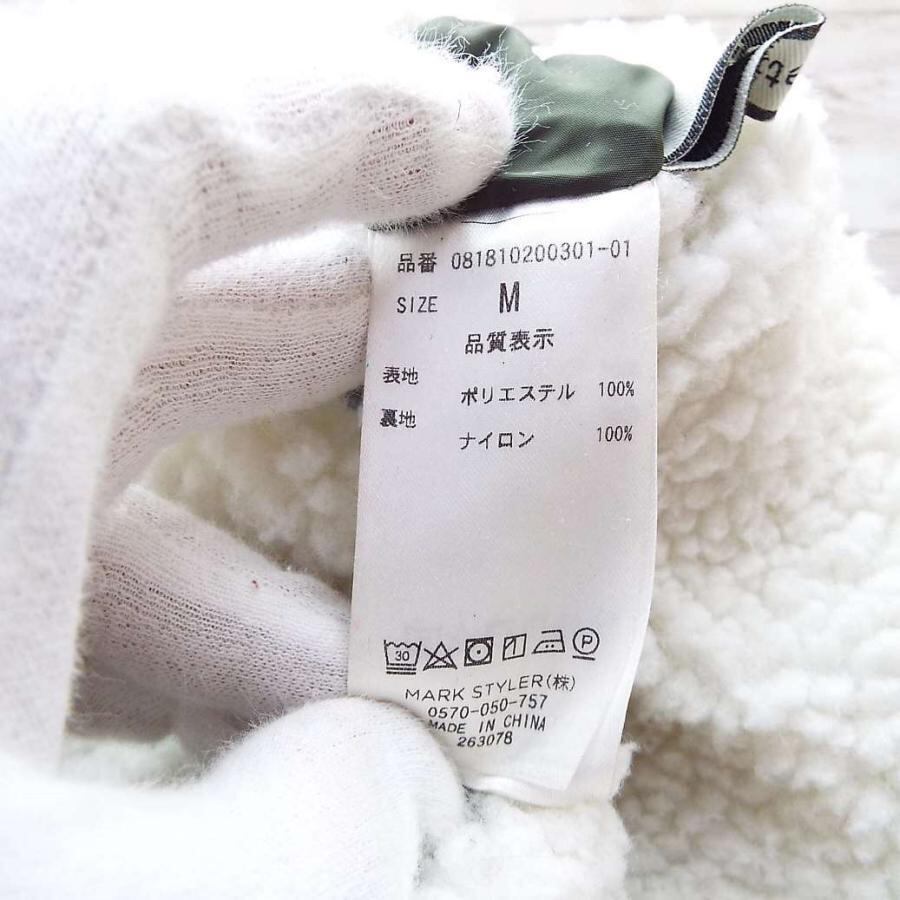 品番 081810200301-01
SIZE M
品質表示
表地 ポリエステル 100%
裏地 ナイロン 100%
30 P
MARK STYLER(株)
0570-050-757
MADE IN CHINA
263078